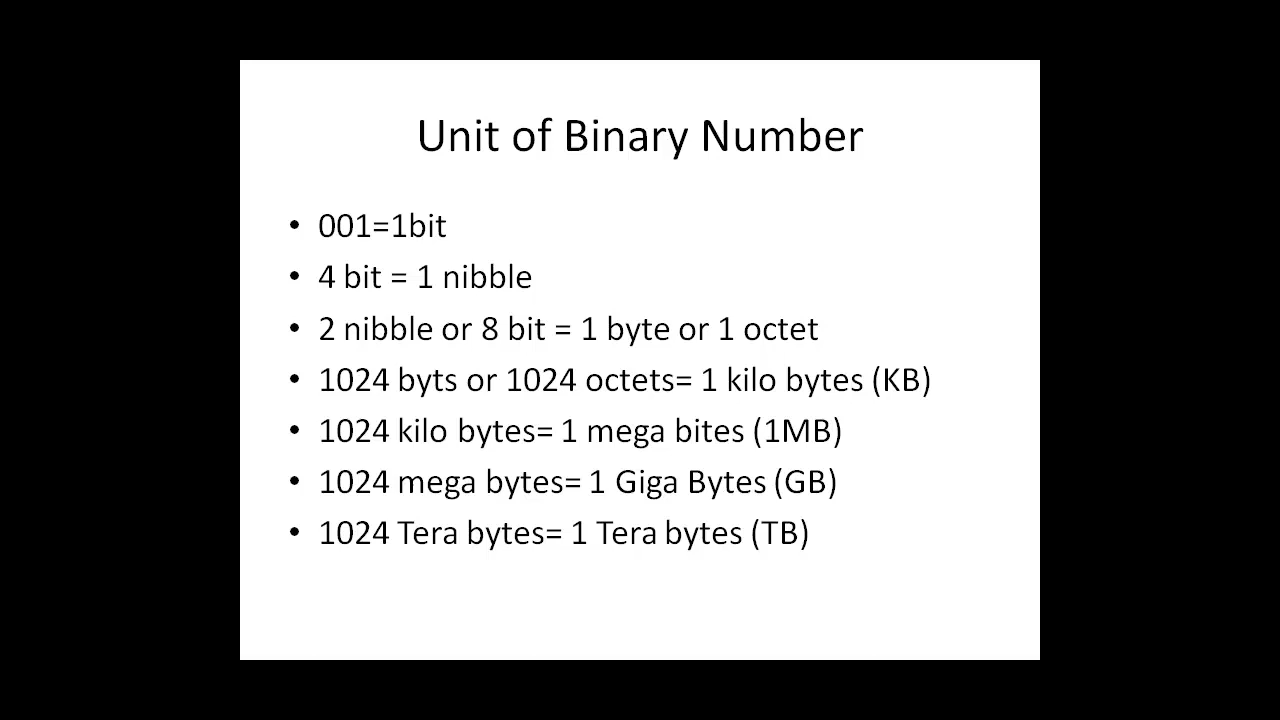 Unit of Binary Number
• 001=1bit
• 4 bit = 1 nibble
• 2 nibble or 8 bit = 1 byte or 1 octet
• 1024 byts or 1024 octets= 1 kilo bytes (KB)
• 1024 kilo bytes= 1 mega bites (1MB)
• 1024 mega bytes= 1 Giga Bytes (GB)
• 1024 Tera bytes= 1 Tera bytes (TB)